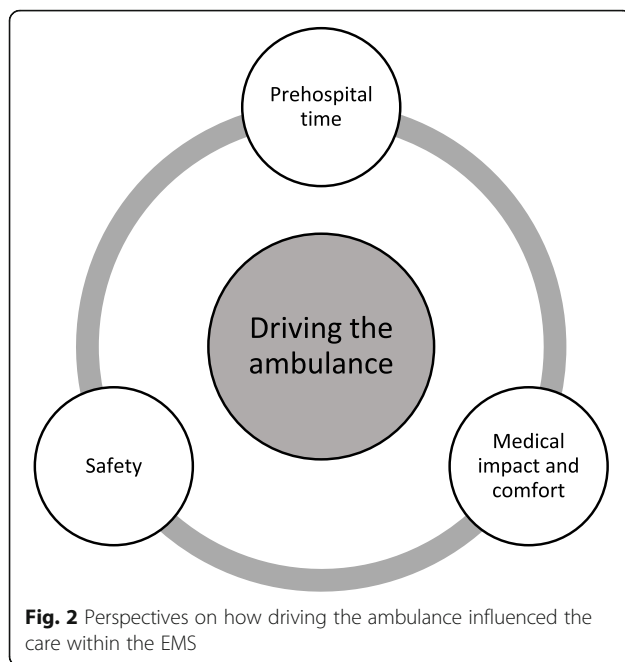 Prehospital
time
Driving the
ambulance
Safety
Medical
impact and
comfort
Fig. 2 Perspectives on how driving the ambulance influenced the
care within the EMS